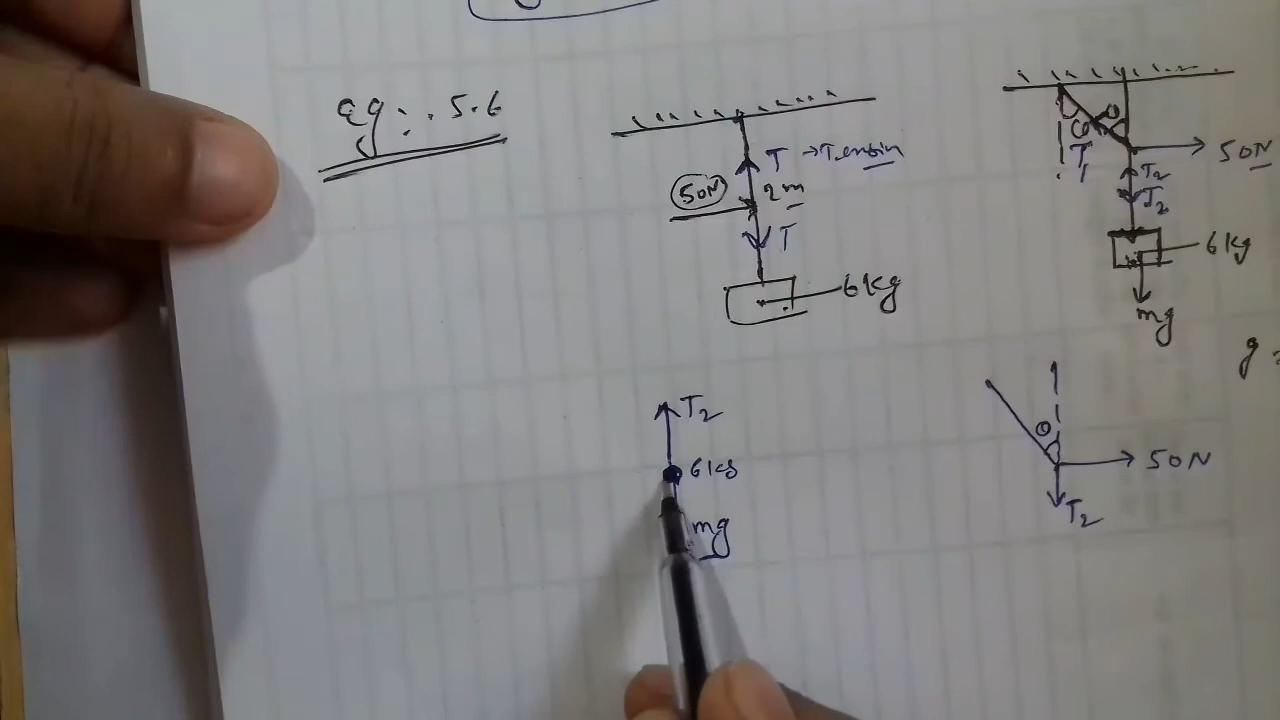 eg:. 5.6
T → Tension
50N
2m
T
6kg
θ
θ
T1
50N
T2
T2
6kg
mg
g
T2
6kg
mg
θ
50N
T2